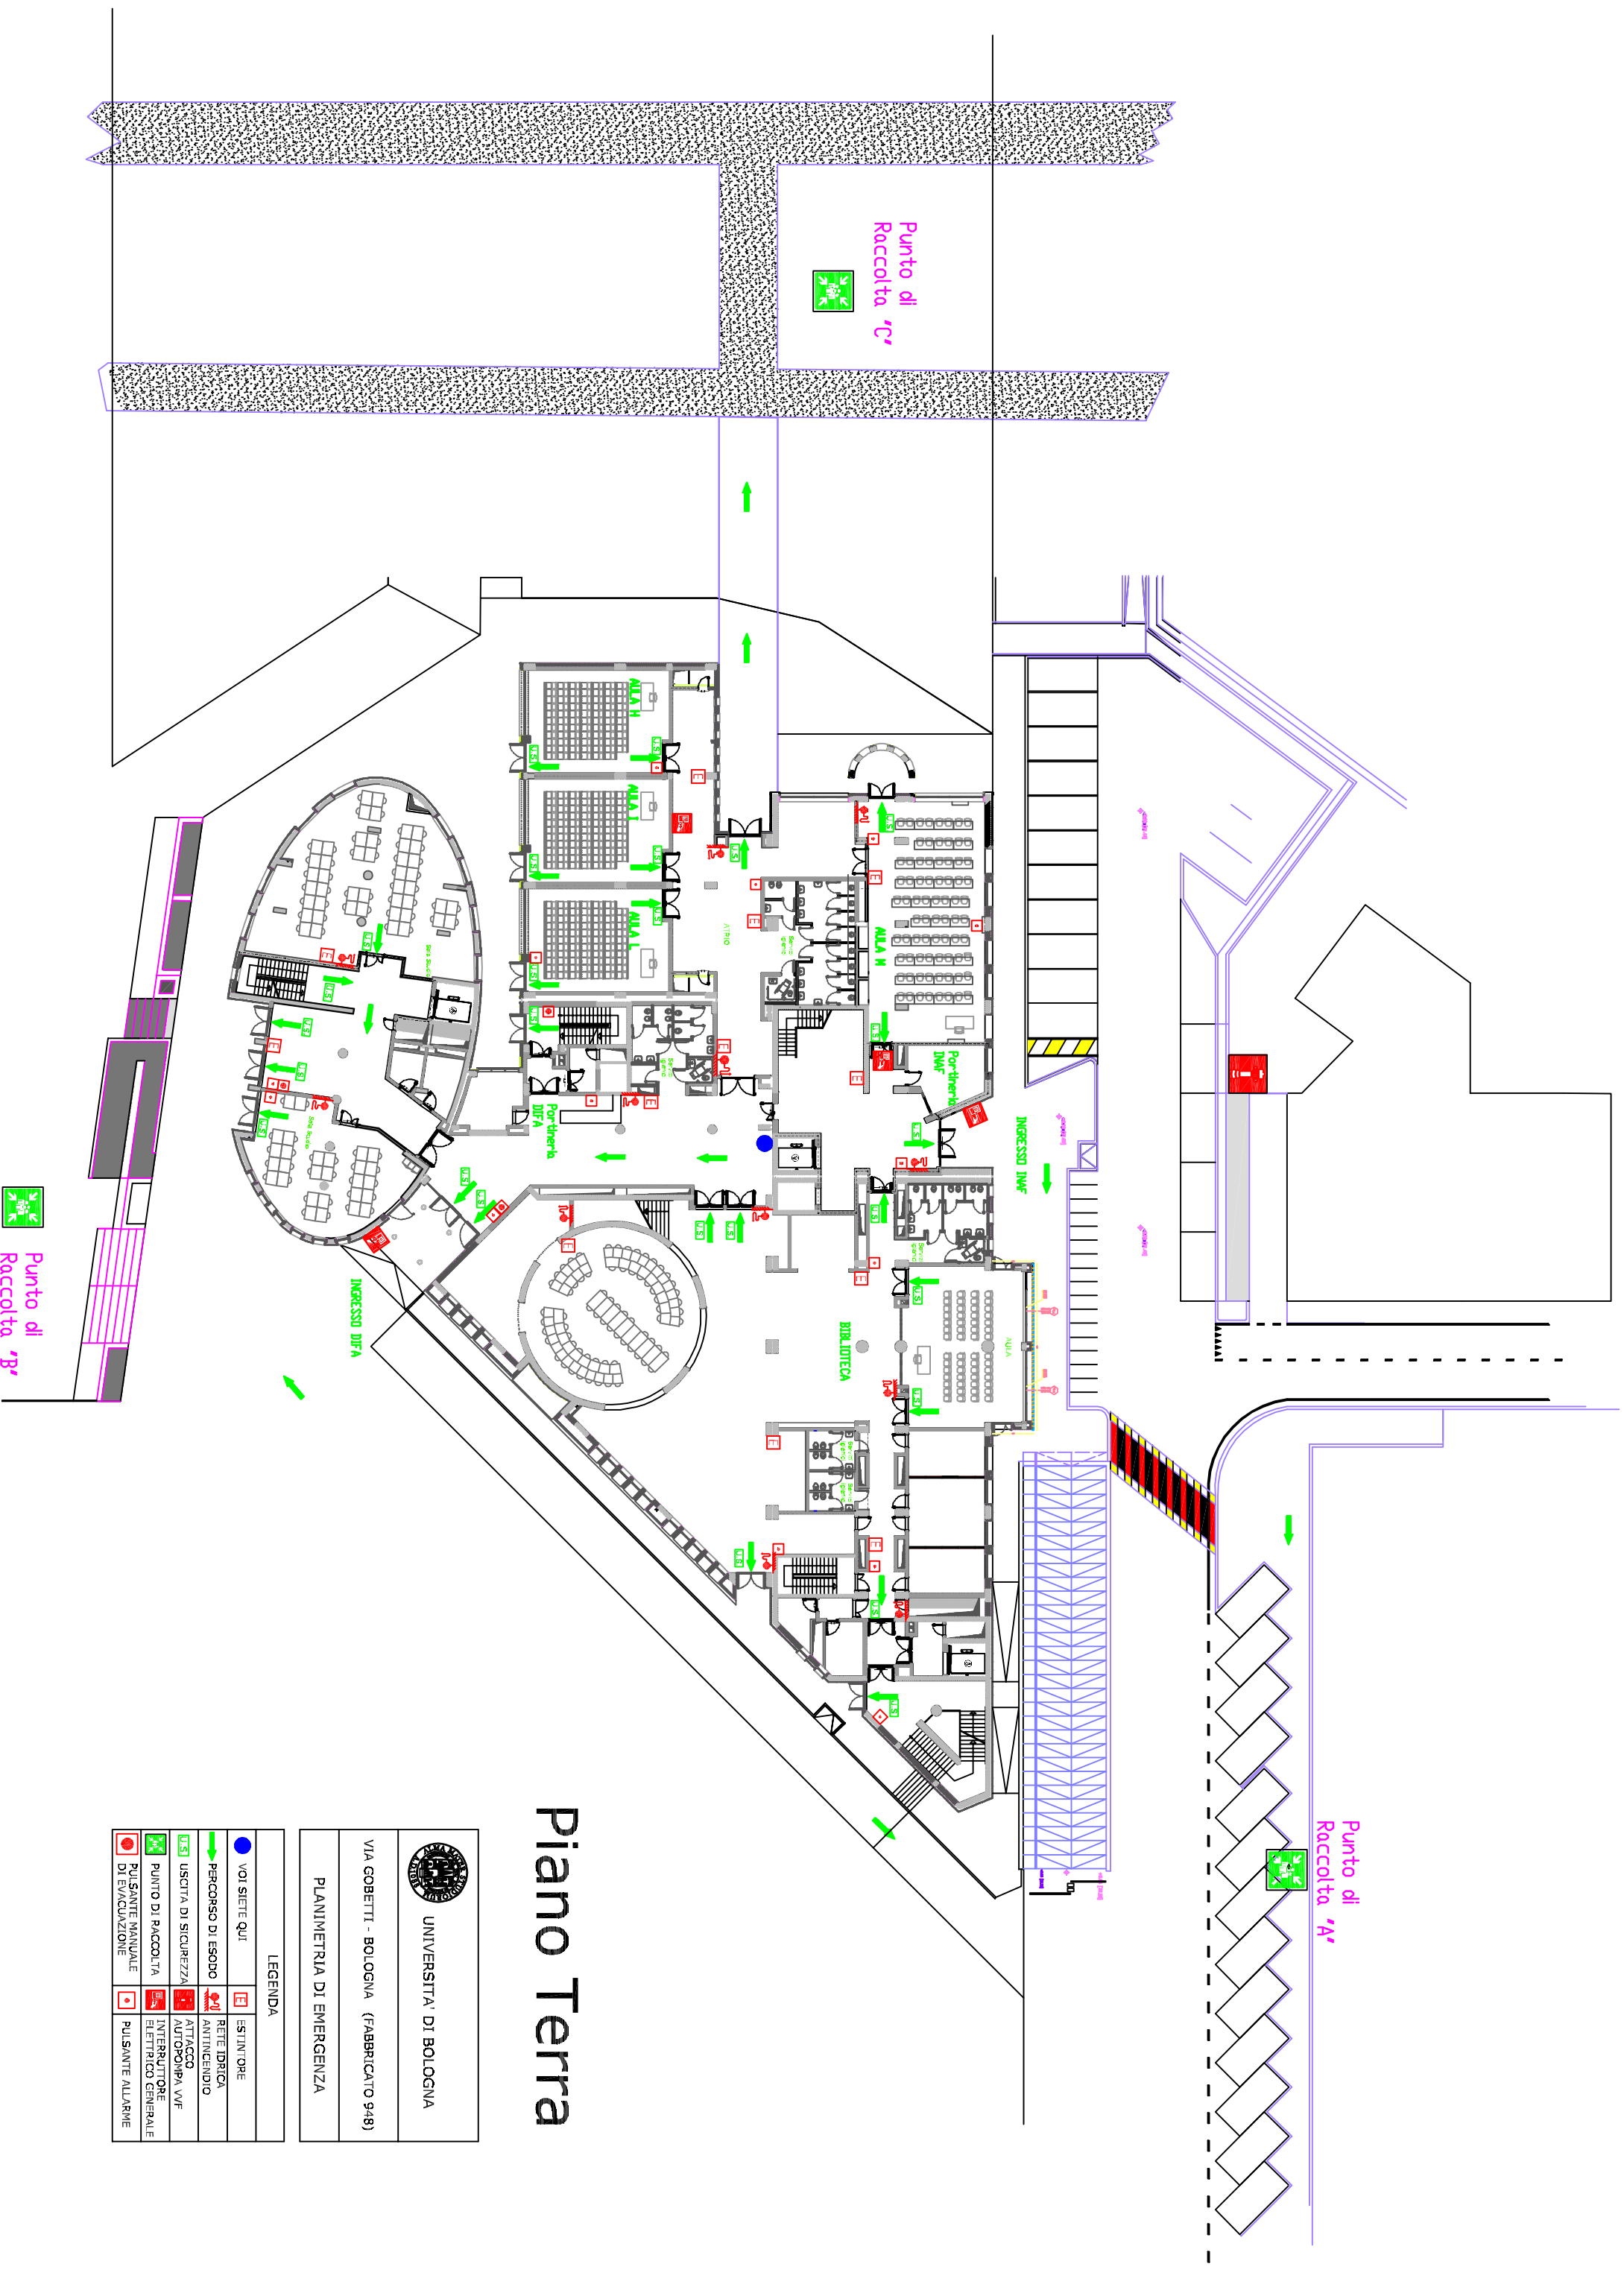 Punto di
Raccolta 'C'
AULA H
AULA I
AULA L
ATRIO
AULA M
Portineria
INAF
Portineria
DIFA
INGRESSO INAF
INGRESSO DIFA
BIBLIOTECA
AULA
Punto di
Raccolta 'B'
Punto di
Raccolta 'A'
U.S.
E
Piano Terra
UNIVERSITA' DI BOLOGNA
VIA GOBETTI - BOLOGNA (FABBRICATO 948)
PLANIMETRIA DI EMERGENZA
LEGENDA
VOI SIETE QUI
E ESTINTORE
PERCORSO DI ESODO
RETE IDRICA
ANTINCENDIO
U.S. USCITA DI SICUREZZA
ATTACCO
AUTOPOMPA VVF
PUNTO DI RACCOLTA
INTERRUTTORE
ELETTRICO GENERALE
PULSANTE MANUALE
DI EVACUAZIONE
PULSANTE ALLARME